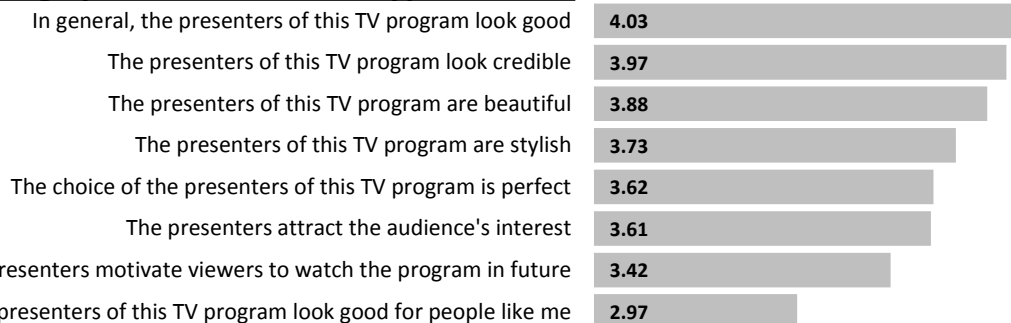 In general, the presenters of this TV program look good 4.03
The presenters of this TV program look credible 3.97
The presenters of this TV program are beautiful 3.88
The presenters of this TV program are stylish 3.73
The choice of the presenters of this TV program is perfect 3.62
The presenters attract the audience's interest 3.61
motivate viewers to watch the program in future 3.42
presenters of this TV program look good for people like me 2.97